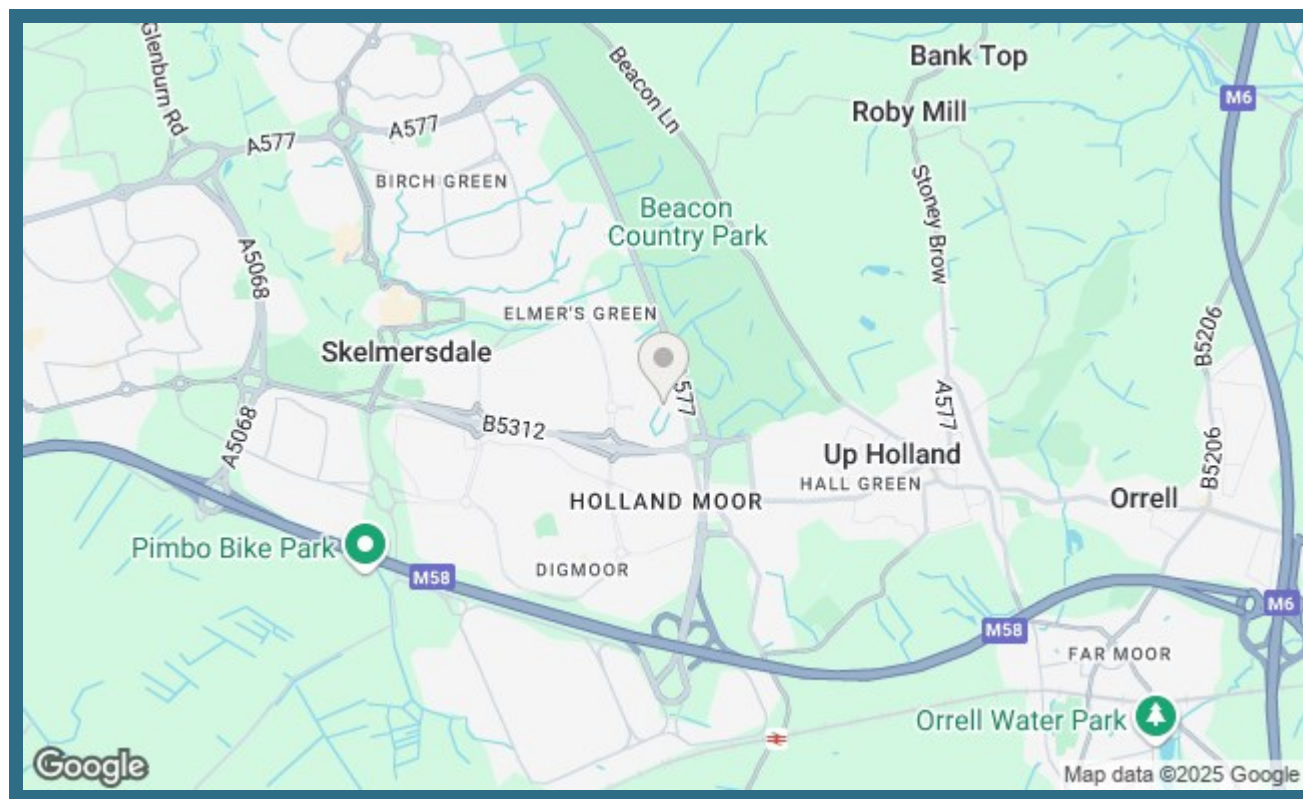 Glenburn Rd
Beacon Ln
Bank Top
M6
Roby Mill
A577
A577
BIRCH GREEN
Stoney Brow
Beacon
Country Park
A5068
ELMER'S GREEN
B5206
Skelmersdale
577
A577
A5068
B5312
Up Holland
B5206
HALL GREEN
HOLLAND MOOR
Orrell
Pimbo Bike Park
DIGMOOR
M58
M6
M58
FAR MOOR
Orrell Water Park
Google
Map data ©2025 Google